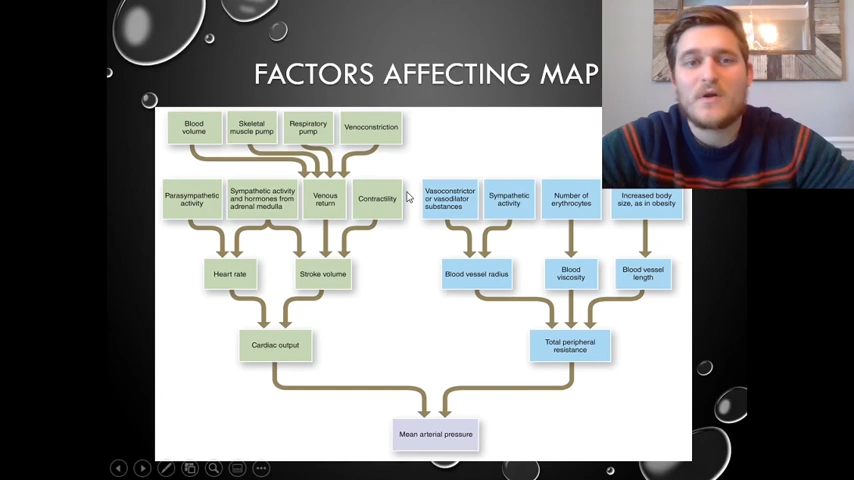 FACTORS AFFECTING MAP
Blood
volume
Skeletal
muscle pump
Respiratory
pump
Venoconstriction
Parasympathetic
activity
Sympathetic activity
and hormones from
adrenal medulla
Venous
return
Contractility
Vasoconstrictor
or vasodilator
substances
Sympathetic
activity
Number of
erythrocytes
Increased body
size, as in obesity
Heart rate
Stroke volume
Blood vessel radius
Blood
viscosity
Blood vessel
length
Cardiac output
Total peripheral
resistance
Mean arterial pressure